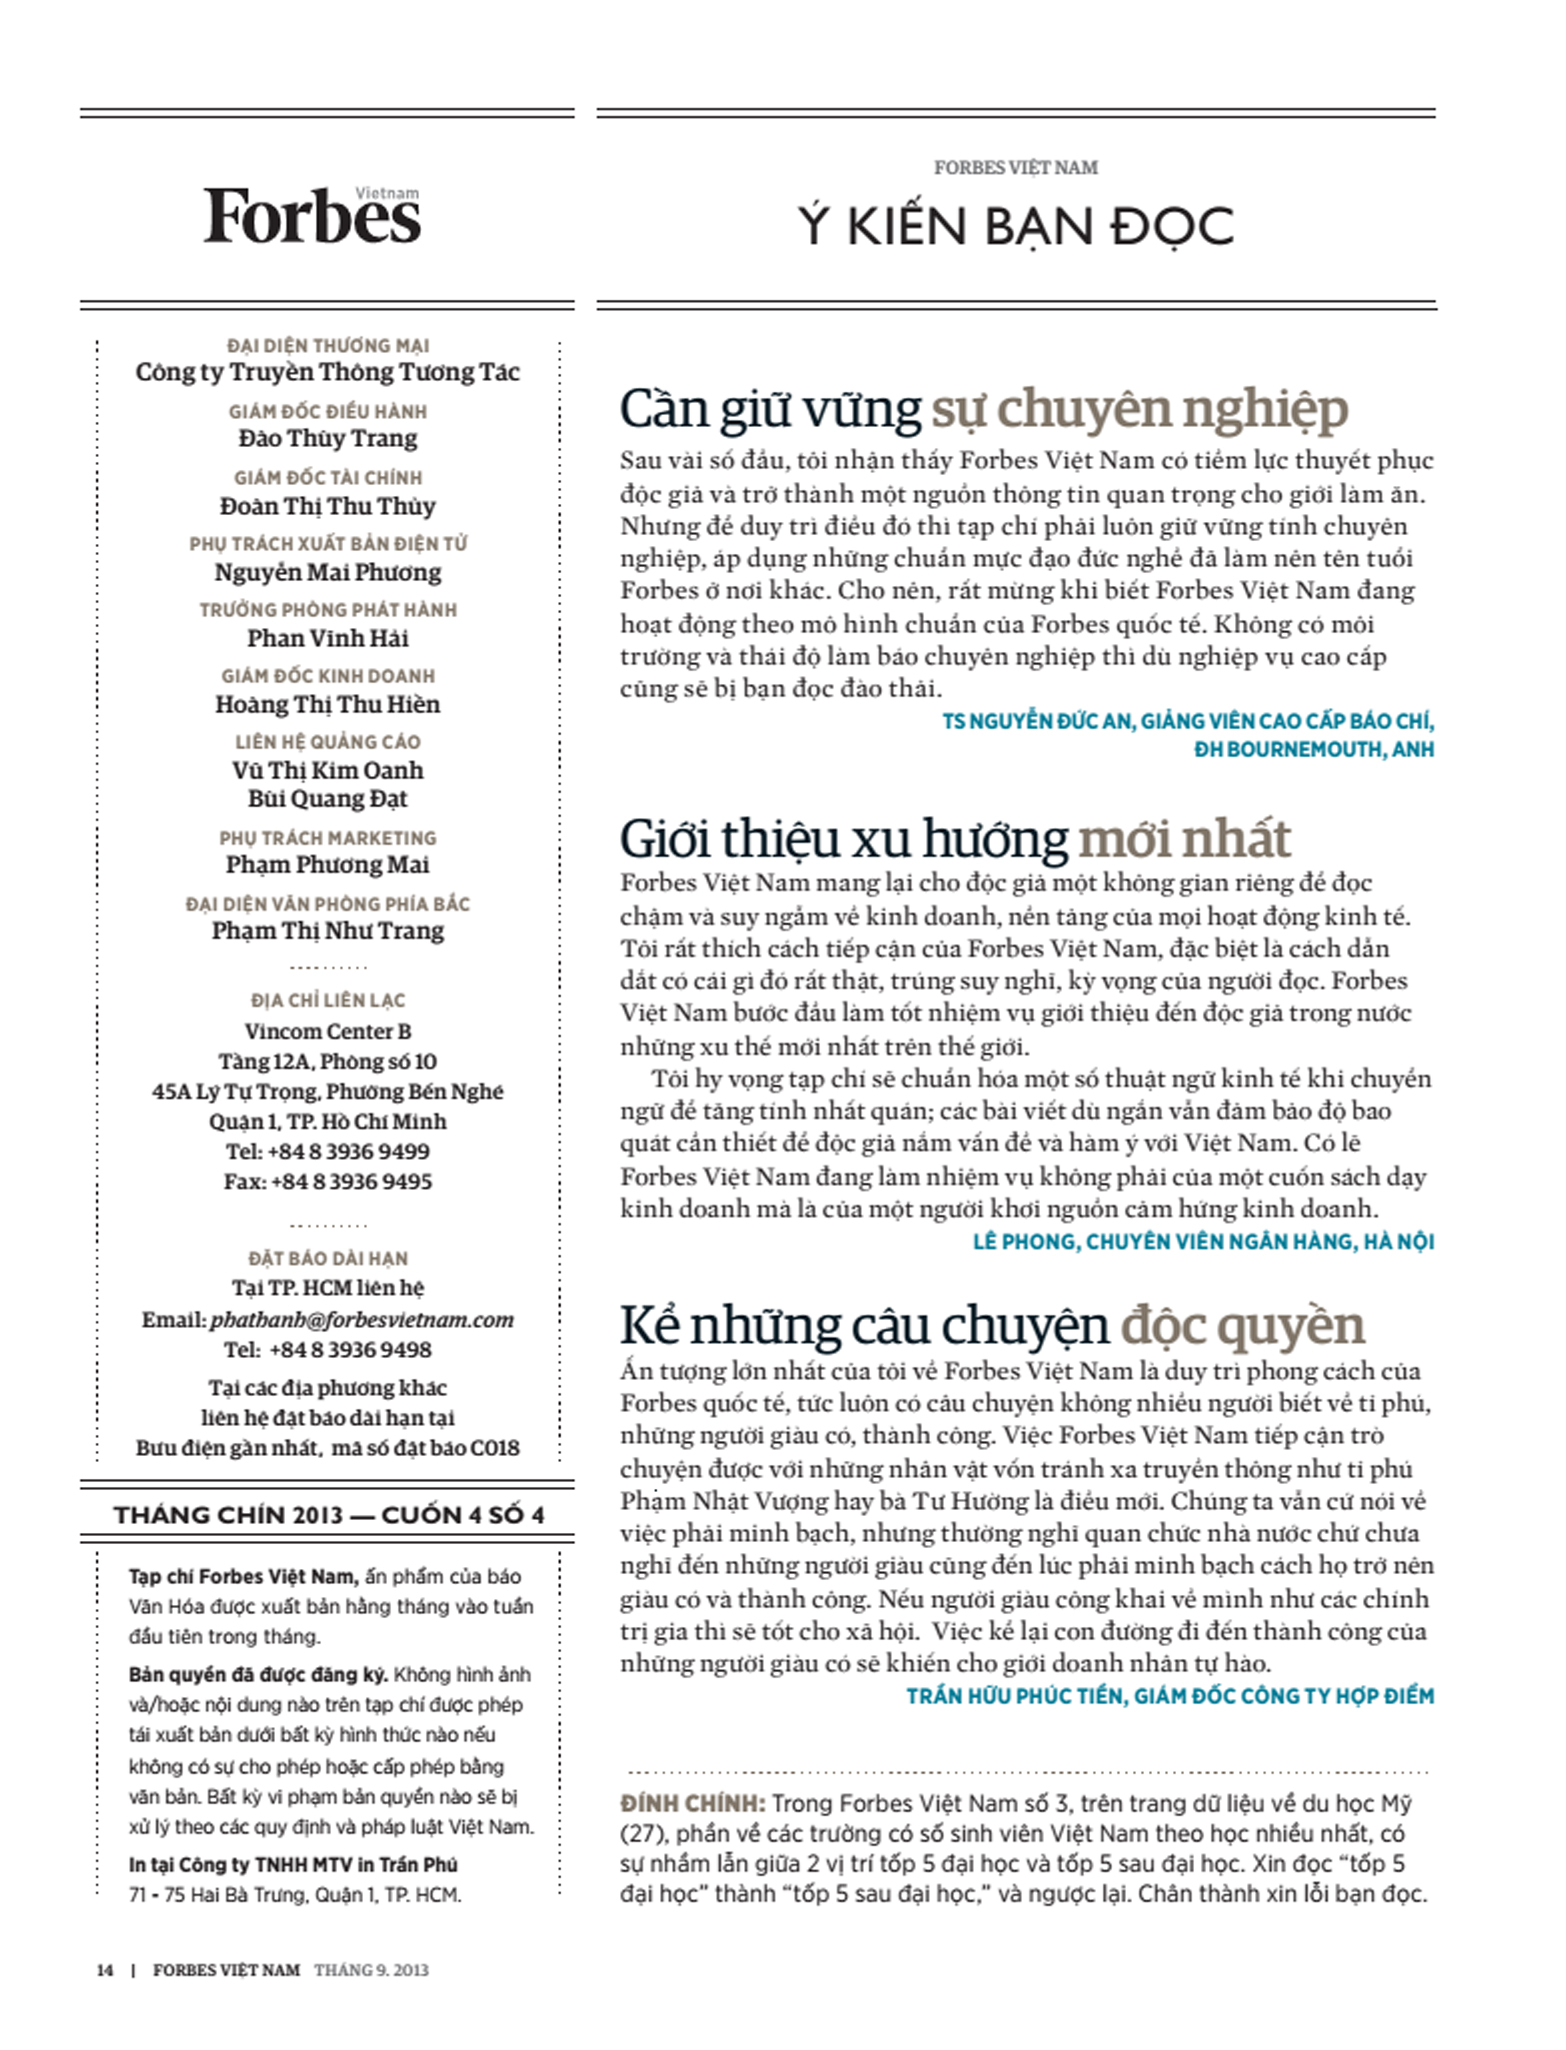 Forbes
Vietnam
ĐẠI DIỆN THƯƠNG MẠI
Công ty Truyền Thông Tương Tác
GIÁM ĐỐC ĐIỀU HÀNH
Đào Thùy Trang
GIÁM ĐỐC TÀI CHÍNH
Đoàn Thị Thu Thủy
PHỤ TRÁCH XUẤT BẢN ĐIỆN TỬ
Nguyễn Mai Phương
TRƯỞNG PHÒNG PHÁT HÀNH
Phan Vinh Hải
GIÁM ĐỐC KINH DOANH
Hoàng Thị Thu Hiền
LIÊN HỆ QUẢNG CÁO
Vũ Thị Kim Oanh
Bùi Quang Đạt
PHỤ TRÁCH MARKETING
Phạm Phương Mai
ĐẠI DIỆN VĂN PHÒNG PHÍA BẮC
Phạm Thị Như Trang
ĐỊA CHỈ LIÊN LẠC
Vincom Center B
Tầng 12A, Phòng số 10
45A Lý Tự Trọng, Phường Bến Nghé
Quận 1, TP. Hồ Chí Minh
Tel: +84 8 3936 9499
Fax: +84 8 3936 9495
ĐẶT BÁO DÀI HẠN
Tại TP. HCM liên hệ
Email: phathanh@forbesvietnam.com
Tel: +84 8 3936 9498
Tại các địa phương khác
liên hệ đặt báo dài hạn tại
Bưu điện gần nhất, mã số đặt báo C018
THÁNG CHÍN 2013 — CUỐN 4 SỐ 4
Tạp chí Forbes Việt Nam, ấn phẩm của báo
Văn Hóa được xuất bản hằng tháng vào tuần
đầu tiên trong tháng.
Bản quyền đã được đăng ký. Không hình ảnh
và/hoặc nội dung nào trên tạp chí được phép
tái xuất bản dưới bất kỳ hình thức nào nếu
không có sự cho phép hoặc cấp phép bằng
văn bản. Bất kỳ vi phạm bản quyền nào sẽ bị
xử lý theo các quy định và pháp luật Việt Nam.
In tại Công ty TNHH MTV in Trần Phú
71 - 75 Hai Bà Trưng, Quận 1, TP. HCM.
FORBES VIỆT NAM
Ý KIẾN BẠN ĐỌC
Cần giữ vững sự chuyên nghiệp
Sau vài số đầu, tôi nhận thấy Forbes Việt Nam có tiềm lực thuyết phục
độc giả và trở thành một nguồn thông tin quan trọng cho giới làm ăn.
Nhưng để duy trì điều đó thì tạp chí phải luôn giữ vững tính chuyên
nghiệp, áp dụng những chuẩn mực đạo đức nghề đã làm nên tên tuổi
Forbes ở nơi khác. Cho nên, rất mừng khi biết Forbes Việt Nam đang
hoạt động theo mô hình chuẩn của Forbes quốc tế. Không có môi
trường và thái độ làm báo chuyên nghiệp thì dù nghiệp vụ cao cấp
cũng sẽ bị bạn đọc đào thải.
TS NGUYỄN ĐỨC AN, GIẢNG VIÊN CAO CẤP BÁO CHÍ,
ĐH BOURNEMOUTH, ANH
Giới thiệu xu hướng mới nhất
Forbes Việt Nam mang lại cho độc giả một không gian riêng để đọc
chậm và suy ngẫm về kinh doanh, nền tảng của mọi hoạt động kinh tế.
Tôi rất thích cách tiếp cận của Forbes Việt Nam, đặc biệt là cách dẫn
dắt có cái gì đó rất thật, trúng suy nghĩ, kỳ vọng của người đọc. Forbes
Việt Nam bước đầu làm tốt nhiệm vụ giới thiệu đến độc giả trong nước
những xu thế mới nhất trên thế giới.
Tôi hy vọng tạp chí sẽ chuẩn hóa một số thuật ngữ kinh tế khi chuyển
ngữ để tăng tính nhất quán; các bài viết dù ngắn vẫn đảm bảo độ bao
quát cần thiết để độc giả nắm vấn đề và hàm ý với Việt Nam. Có lẽ
Forbes Việt Nam đang làm nhiệm vụ không phải của một cuốn sách dạy
kinh doanh mà là của một người khơi nguồn cảm hứng kinh doanh.
LÊ PHONG, CHUYÊN VIÊN NGÂN HÀNG, HÀ NỘI
Kể những câu chuyện độc quyền
Ấn tượng lớn nhất của tôi về Forbes Việt Nam là duy trì phong cách của
Forbes quốc tế, tức luôn có câu chuyện không nhiều người biết về tỉ phú,
những người giàu có, thành công. Việc Forbes Việt Nam tiếp cận trò
chuyện được với những nhân vật vốn tránh xa truyền thông như tỉ phú
Phạm Nhật Vượng hay bà Tư Hường là điều mới. Chúng ta vẫn cứ nói về
việc phải minh bạch, nhưng thường nghĩ quan chức nhà nước chứ chưa
nghĩ đến những người giàu cũng đến lúc phải minh bạch cách họ trở nên
giàu có và thành công. Nếu người giàu công khai về mình như các chính
trị gia thì sẽ tốt cho xã hội. Việc kể lại con đường đi đến thành công của
những người giàu có sẽ khiến cho giới doanh nhân tự hào.
TRẦN HỮU PHÚC TIẾN, GIÁM ĐỐC CÔNG TY HỢP ĐIỂM
ĐÍNH CHÍNH: Trong Forbes Việt Nam số 3, trên trang dữ liệu về du học Mỹ
(27), phần về các trường có số sinh viên Việt Nam theo học nhiều nhất, có
sự nhầm lẫn giữa 2 vị trí tốp 5 đại học và tốp 5 sau đại học. Xin đọc “tốp 5
đại học” thành “tốp 5 sau đại học,” và ngược lại. Chân thành xin lỗi bạn đọc.
14 | FORBES VIỆT NAM THÁNG 9. 2013